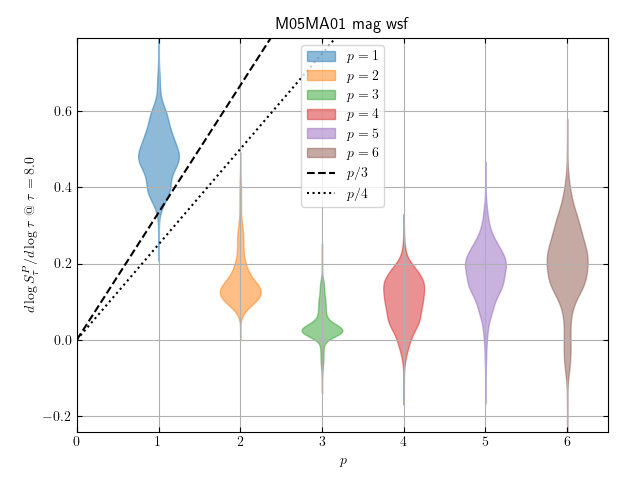 M05MA01 mag wsf
d log S_τ^P / d log τ @ τ = 8.0
0.6
0.4
0.2
0.0
−0.2
p = 1
p = 2
p = 3
p = 4
p = 5
p = 6
p/3
p/4
0 1 2 3 4 5 6
p